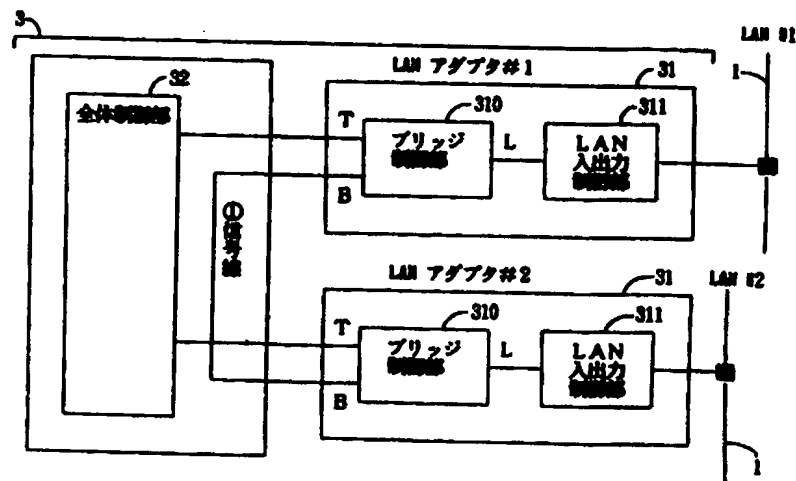 3
LAN #1
LAN アダプタ#1
31
1
32
全体制御部
T
310
ブリッジ
制御部
L
311
LAN
入出力
制御部
B
①信号線
LAN アダプタ#2
31
LAN #2
T
310
ブリッジ
制御部
L
311
LAN
入出力
制御部
B
1